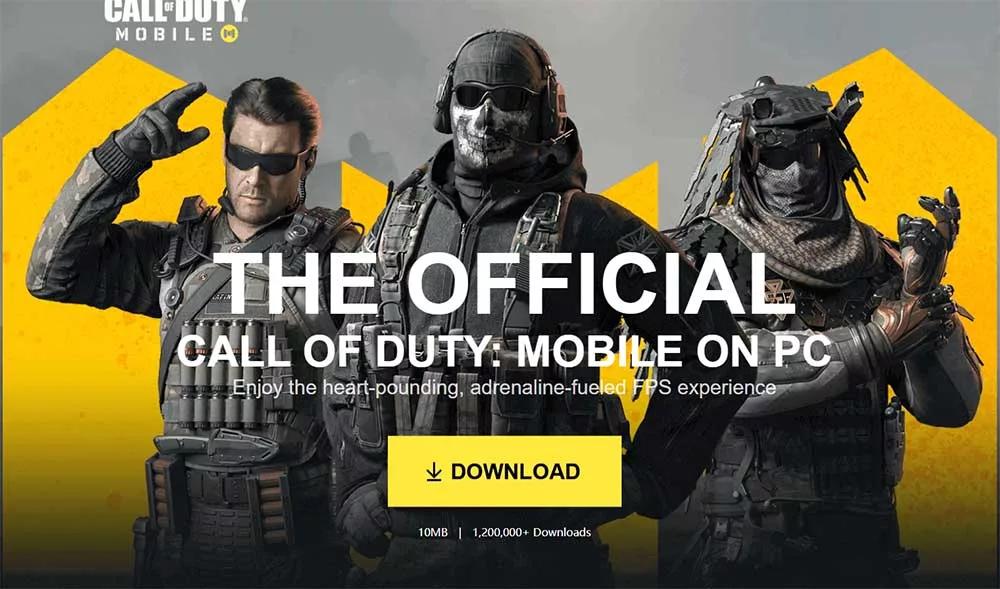 CALL OF DUTY
MOBILE
THE OFFICIAL
CALL OF DUTY: MOBILE ON PC
Enjoy the heart-pounding, adrenaline-fueled FPS experience
DOWNLOAD
10MB | 1,200,000+ Downloads